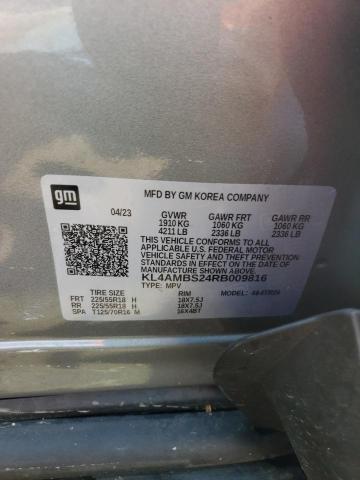 gm
MFD BY GM KOREA COMPANY
04/23
GVWR GAWR FRT GAWR RR
1910 KG 1060 KG 1060 KG
4211 LB 2336 LB 2336 LB
THIS VEHICLE CONFORMS TO ALL
APPLICABLE U.S. FEDERAL MOTOR
VEHICLE SAFETY AND THEFT PREVENTION
STANDARDS IN EFFECT ON THE DATE OF
MANUFACTURE SHOWN ABOVE.
KL4AMBS24RB009816
TYPE: MPV
TIRE SIZE RIM MODEL:
FRT 225/55R18 H 18X7.5J
RR 225/55R18 H 18X7.5J
SPA T125/70R16 M 16X4BT